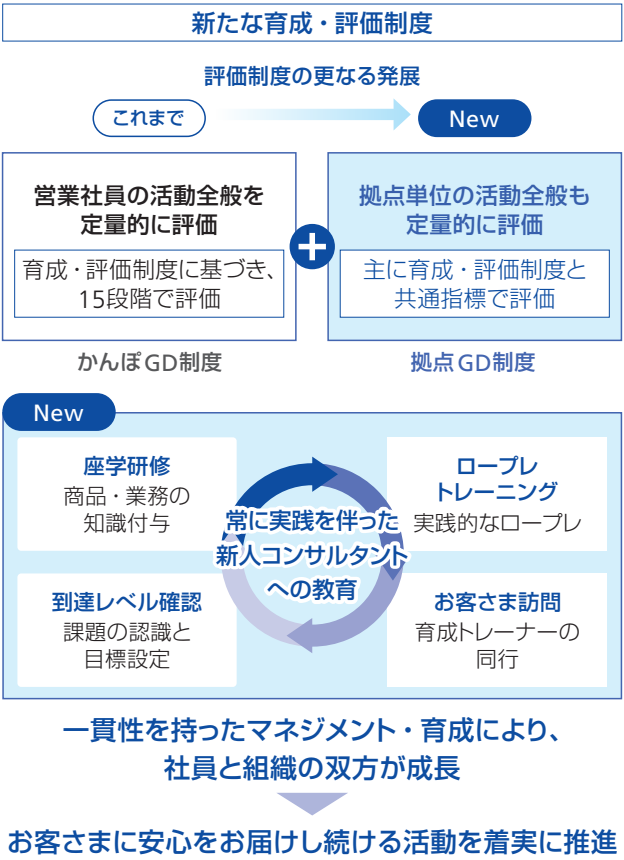 新たな育成・評価制度
評価制度の更なる発展
これまで
New
営業社員の活動全般を
定量的に評価
育成・評価制度に基づき、
15段階で評価
かんぽGD制度
拠点単位の活動全般も
定量的に評価
主に育成・評価制度と
共通指標で評価
拠点GD制度
New
座学研修
商品・業務の
知識付与
ロープレ
トレーニング
実践的なロープレ
常に実践を伴った
新人コンサルタント
への教育
到達レベル確認
課題の認識と
目標設定
お客さま訪問
育成トレーナーの
同行
一貫性を持ったマネジメント・育成により、
社員と組織の双方が成長
お客さまに安心をお届けし続ける活動を着実に推進